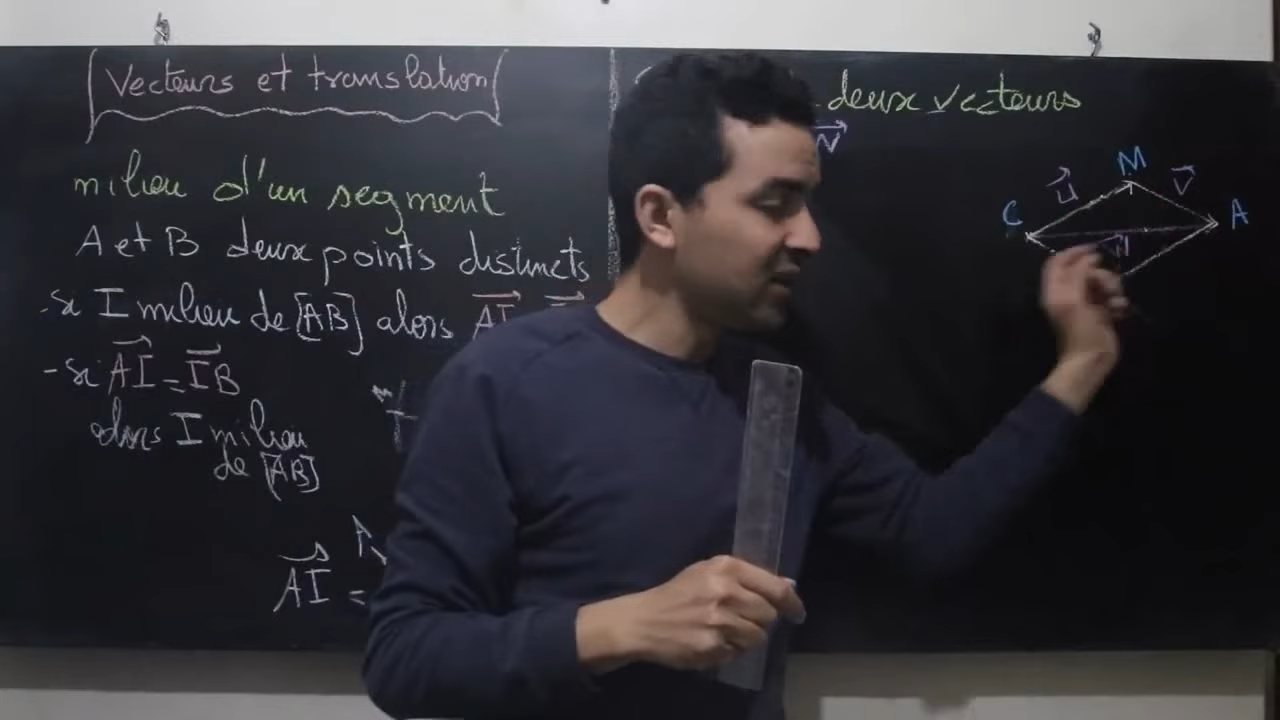 Vecteurs et translation
milieu d'un segment
A et B deux points distincts
- si I milieu de [AB] alors AI
- si AI = IB
alors I milieu
de [AB]
A
AI =
deux vecteurs
M
u
v
C
A